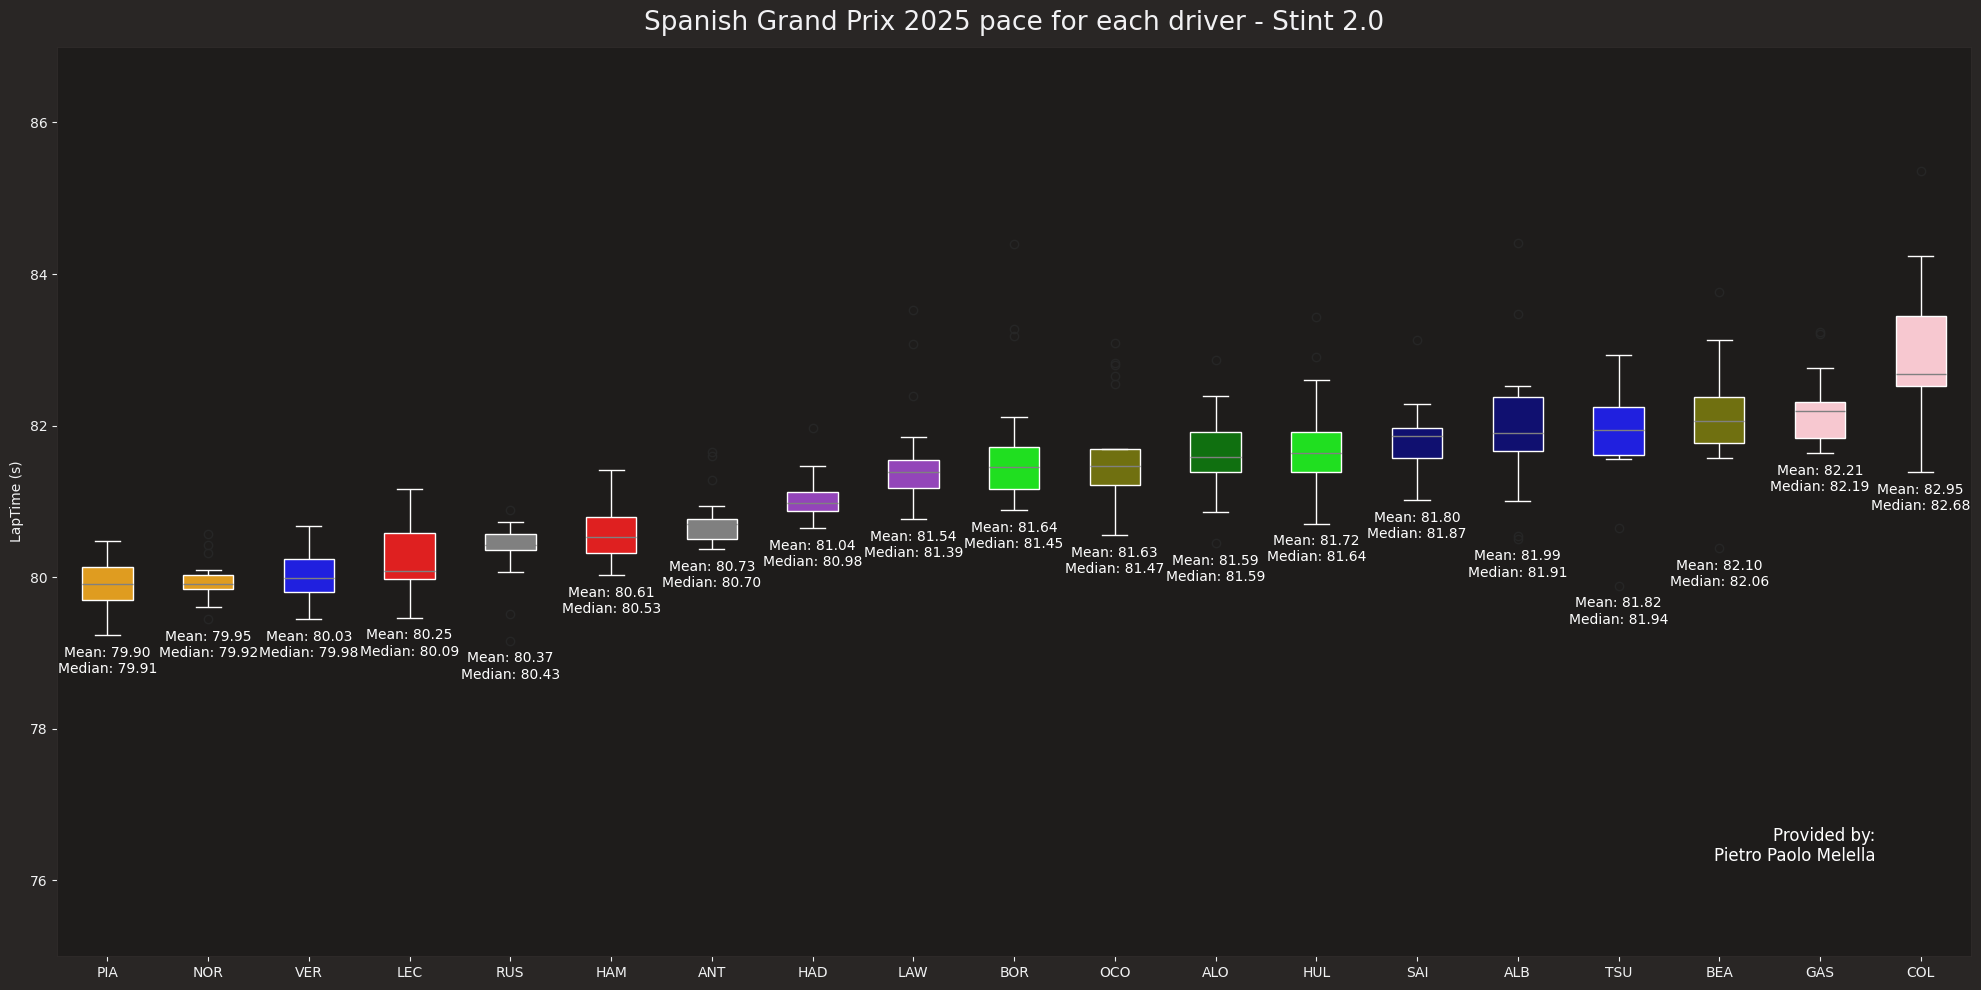 Spanish Grand Prix 2025 pace for each driver - Stint 2.0
LapTime (s)
86
84
82
80
78
76
Mean: 79.90
Median: 79.91
Mean: 79.95
Median: 79.92
Mean: 80.03
Median: 79.98
Mean: 80.25
Median: 80.09
Mean: 80.37
Median: 80.43
Mean: 80.61
Median: 80.53
Mean: 80.73
Median: 80.70
Mean: 81.04
Median: 80.98
Mean: 81.54
Median: 81.39
Mean: 81.64
Median: 81.45
Mean: 81.63
Median: 81.47
Mean: 81.59
Median: 81.59
Mean: 81.72
Median: 81.64
Mean: 81.80
Median: 81.87
Mean: 81.99
Median: 81.91
Mean: 81.82
Median: 81.94
Mean: 82.10
Median: 82.06
Mean: 82.21
Median: 82.19
Mean: 82.95
Median: 82.68
Provided by:
Pietro Paolo Melella
PIA NOR VER LEC RUS HAM ANT HAD LAW BOR OCO ALO HUL SAI ALB TSU BEA GAS COL